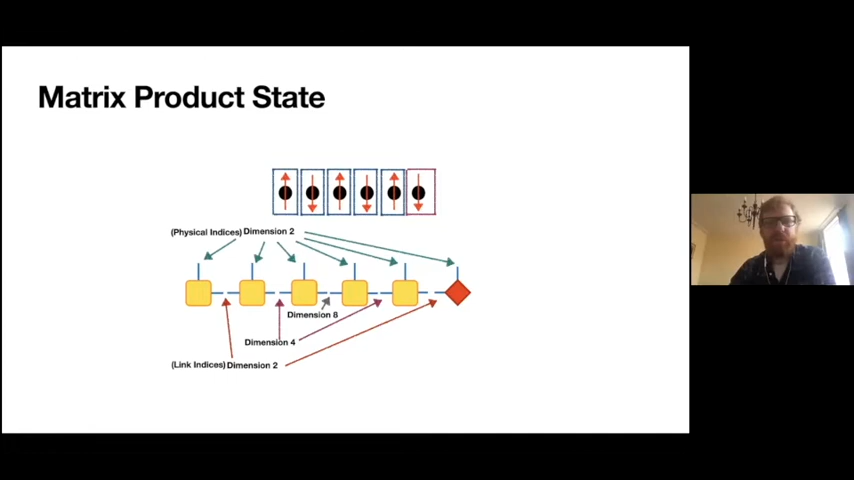 Matrix Product State
(Physical Indices) Dimension 2
Dimension 8
Dimension 4
(Link Indices) Dimension 2